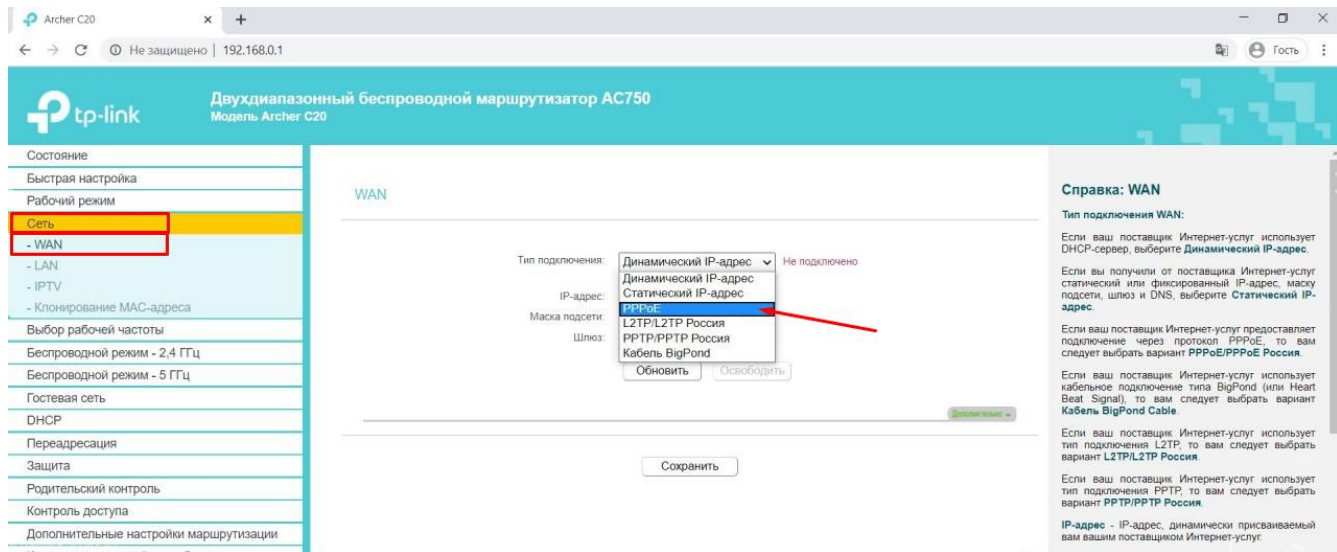 Archer C20
Не защищено | 192.168.0.1
Гость
tp-link
Двухдиапазонный беспроводной маршрутизатор AC750
Модель Archer C20
Состояние
Быстрая настройка
Рабочий режим
Сеть
- WAN
- LAN
- IPTV
- Клонирование MAC-адреса
Выбор рабочей частоты
Беспроводной режим - 2,4 ГГц
Беспроводной режим - 5 ГГц
Гостевая сеть
DHCP
Переадресация
Защита
Родительский контроль
Контроль доступа
Дополнительные настройки маршрутизации
WAN
Тип подключения: Динамический IP-адрес Не подключено
Динамический IP-адрес
Статический IP-адрес
PPPoE
L2TP/L2TP Россия
PPTP/PPTP Россия
Кабель BigPond
IP-адрес:
Маска подсети:
Шлюз:
Обновить Освободить
Дополнительно
Сохранить
Справка: WAN
Тип подключения WAN:
Если ваш поставщик Интернет-услуг использует
DHCP-сервер, выберите Динамический IP-адрес.
Если вы получили от поставщика Интернет-услуг
статический или фиксированный IP-адрес, маску
подсети, шлюз и DNS, выберите Статический IP-
адрес.
Если ваш поставщик Интернет-услуг предоставляет
подключение через протокол PPPoE, то вам
следует выбрать вариант PPPoE/PPPoE Россия.
Если ваш поставщик Интернет-услуг использует
кабельное подключение типа BigPond (или Heart
Beat Signal), то вам следует выбрать вариант
Кабель BigPond Cable.
Если ваш поставщик Интернет-услуг использует
тип подключения L2TP, то вам следует выбрать
вариант L2TP/L2TP Россия.
Если ваш поставщик Интернет-услуг использует
тип подключения PPTP, то вам следует выбрать
вариант PPTP/PPTP Россия.
IP-адрес - IP-адрес, динамически присваиваемый
вам вашим поставщиком Интернет-услуг.